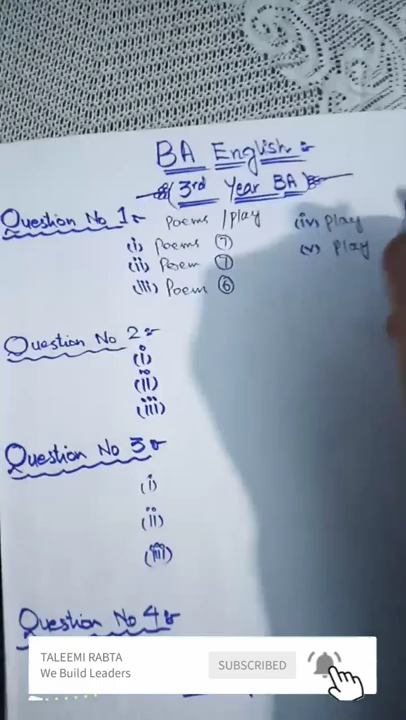 BA English :-
(3rd Year BA)
Question No 1 :- Poems / play
(i) Poems (7)
(ii) Poem (7)
(iii) Poem (6)
(iv) Play
(v) Play
Question No 2 :-
(i)
(ii)
(iii)
Question No 3 :-
(i)
(ii)
(iii)
Question No 4 :-
TALEEMI RABTA
We Build Leaders
SUBSCRIBED